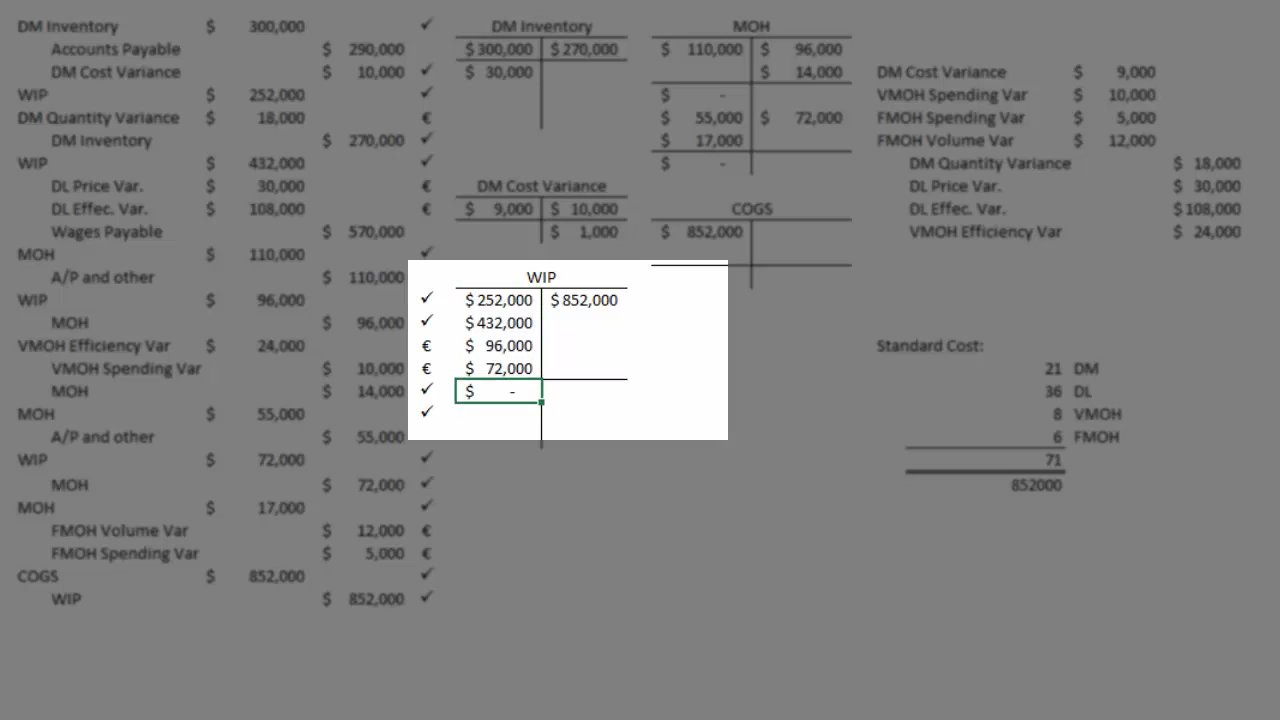 DM Inventory $ 300,000 ✓
Accounts Payable $ 290,000
DM Cost Variance $ 10,000 ✓
WIP $ 252,000 ✓
DM Quantity Variance $ 18,000 €
DM Inventory $ 270,000 ✓
WIP $ 432,000 ✓
DL Price Var. $ 30,000 €
DL Effec. Var. $ 108,000 €
Wages Payable $ 570,000
MOH $ 110,000 ✓
A/P and other $ 110,000
WIP $ 96,000 ✓
MOH $ 96,000 ✓
VMOH Efficiency Var $ 24,000 €
VMOH Spending Var $ 10,000 €
MOH $ 14,000 ✓
MOH $ 55,000 ✓
A/P and other $ 55,000
WIP $ 72,000 ✓
MOH $ 72,000 ✓
MOH $ 17,000 ✓
FMOH Volume Var $ 12,000 €
FMOH Spending Var $ 5,000 €
COGS $ 852,000 ✓
WIP $ 852,000 ✓
DM Inventory
$ 300,000 $ 270,000
$ 30,000
DM Cost Variance
$ 9,000 $ 10,000
$ 1,000
WIP
$ 252,000 $ 852,000
$ 432,000
$ 96,000
$ 72,000
$ -
MOH
$ 110,000 $ 96,000
$ 14,000
$ -
$ 55,000 $ 72,000
$ 17,000
$ -
COGS
$ 852,000
DM Cost Variance $ 9,000
VMOH Spending Var $ 10,000
FMOH Spending Var $ 5,000
FMOH Volume Var $ 12,000
DM Quantity Variance $ 18,000
DL Price Var. $ 30,000
DL Effec. Var. $ 108,000
VMOH Efficiency Var $ 24,000
Standard Cost:
21 DM
36 DL
8 VMOH
6 FMOH
71
852000